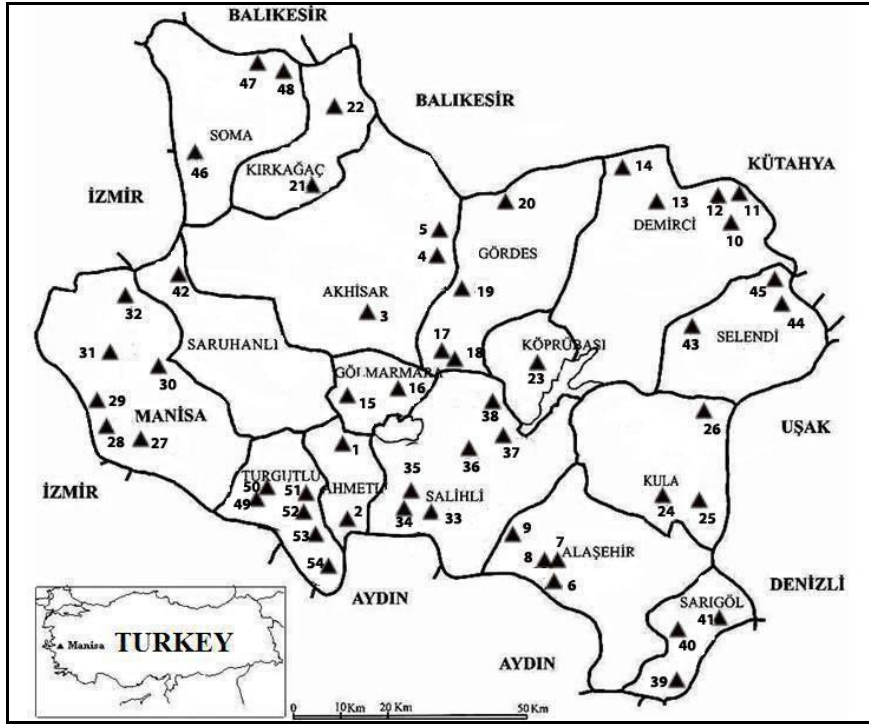 BALIKESİR
47
48
22
BALIKESİR
SOMA
46
KIRKAĞAÇ
21
14
KÜTAHYA
İZMİR
20
13
12
11
DEMİRCİ
10
5
4
GÖRDES
42
45
32
19
44
AKHİSAR
3
43
SELENDİ
SARUHANLI
31
17
18
KÖPRÜBAŞI
30
GÖLMARMARA
23
16
15
29
MANİSA
38
26
UŞAK
28
27
1
37
36
TURGUTLU
35
KULA
İZMİR
50
51
AHMETLİ
SALİHLİ
49
24
25
52
2
34
33
9
53
7
8
ALAŞEHİR
54
6
DENİZLİ
AYDIN
SARIGÖL
41
40
Manisa
TURKEY
AYDIN
39
0
10Km
20 Km
50 Km